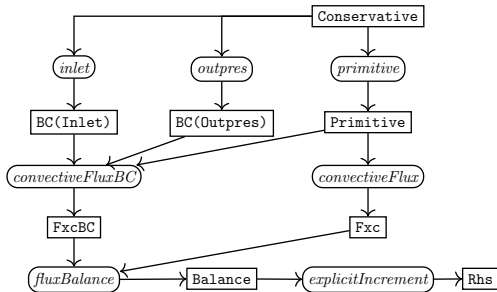 Conservative
inlet
outpres
primitive
BC(Inlet)
BC(Outpres)
Primitive
convectiveFluxBC
convectiveFlux
FxcBC
Fxc
fluxBalance
Balance
explicitIncrement
Rhs